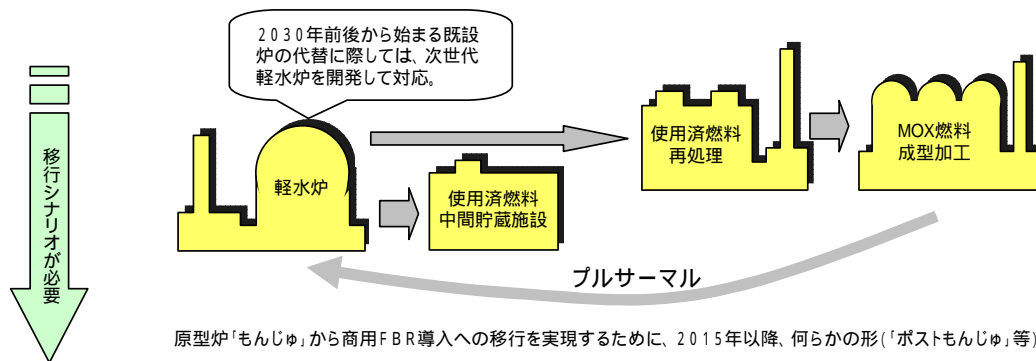 2030年前後から始まる既設
炉の代替に際しては、次世代
軽水炉を開発して対応。
移行シナリオが必要
軽水炉
使用済燃料
中間貯蔵施設
使用済燃料
再処理
MOX燃料
成型加工
プルサーマル
原型炉「もんじゅ」から商用FBR導入への移行を実現するために、2015年以降、何らかの形(「ポストもんじゅ」等)